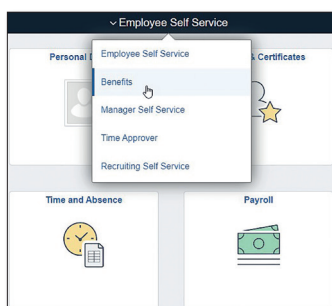 Employee Self Service
Personal
& Certificates
Employee Self Service
Benefits
Manager Self Service
Time Approver
Recruiting Self Service
Time and Absence
Payroll